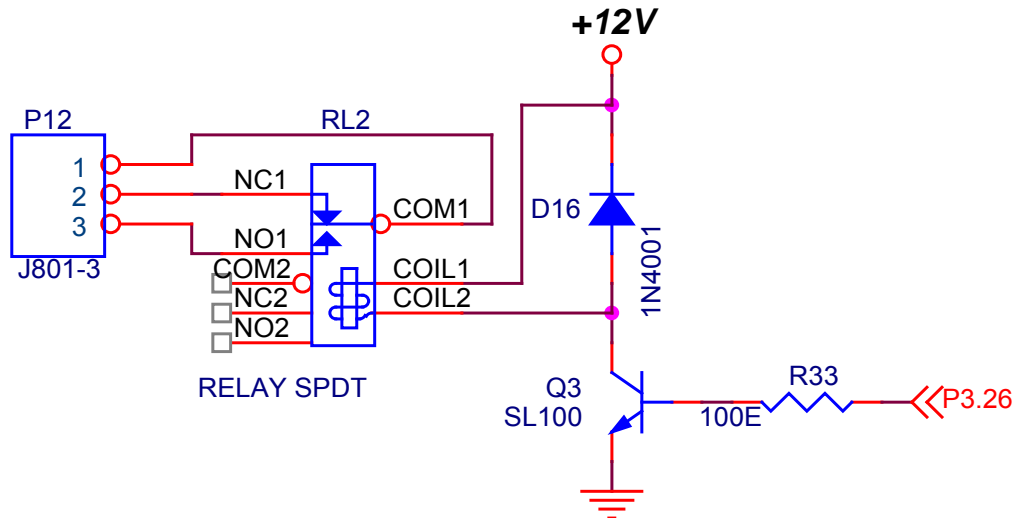 +12V
P12
RL2
1
2
3
NC1
NO1
COM1
J801-3
COM2
NC2
NO2
COIL1
COIL2
D16
1N4001
RELAY SPDT
Q3
SL100
R33
100E
P3.26